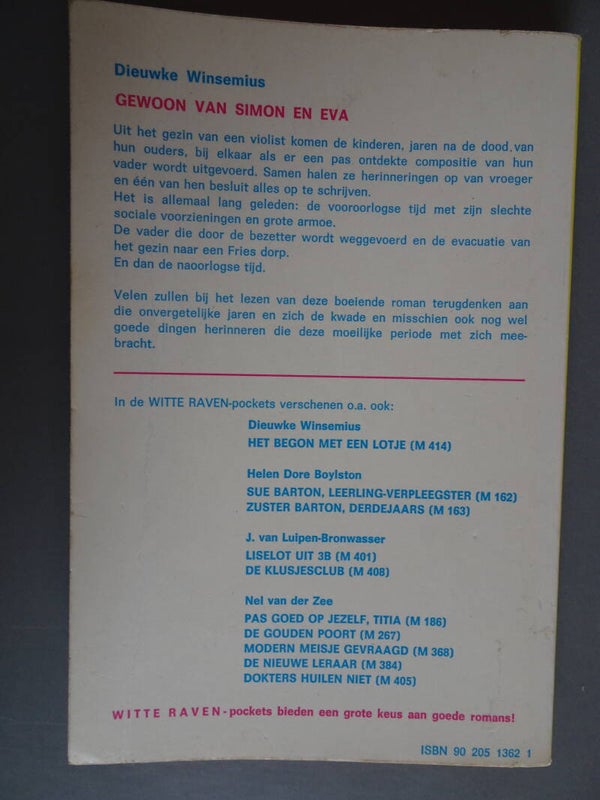 Dieuwke Winsemius
GEWOON VAN SIMON EN EVA
Uit het gezin van een violist komen de kinderen, jaren na de dood.van
hun ouders, bij elkaar als er een pas ontdekte compositie van hun
vader wordt uitgevoerd. Samen halen ze herinneringen op van vroeger
en één van hen besluit alles op te schrijven.
Het is allemaal lang geleden: de vooroorlogse tijd met zijn slechte
sociale voorzieningen en grote armoe.
De vader die door de bezetter wordt weggevoerd en de evacuatie van
het gezin naar een Fries dorp.
En dan de naoorlogse tijd.
Velen zullen bij het lezen van deze boeiende roman terugdenken aan
die onvergetelijke jaren en zich de kwade en misschien ook nog wel
goede dingen herinneren die deze moeilijke periode met zich mee-
bracht.
In de WITTE RAVEN-pockets verschenen o.a. ook:
Dieuwke Winsemius
HET BEGON MET EEN LOTJE (M 414)
Helen Dore Boylston
SUE BARTON, LEERLING-VERPLEEGSTER (M 162)
ZUSTER BARTON, DERDEJAARS (M 163)
J. van Luipen-Bronwasser
LISELOT UIT 3B (M 401)
DE KLUSJESCLUB (M 408)
Nel van der Zee
PAS GOED OP JEZELF, TITIA (M 186)
DE GOUDEN POORT (M 267)
MODERN MEISJE GEVRAAGD (M 368)
DE NIEUWE LERAAR (M 384)
DOKTERS HUILEN NIET (M 405)
WITTE RAVEN-pockets bieden een grote keus aan goede romans!
ISBN 90 205 1362 1